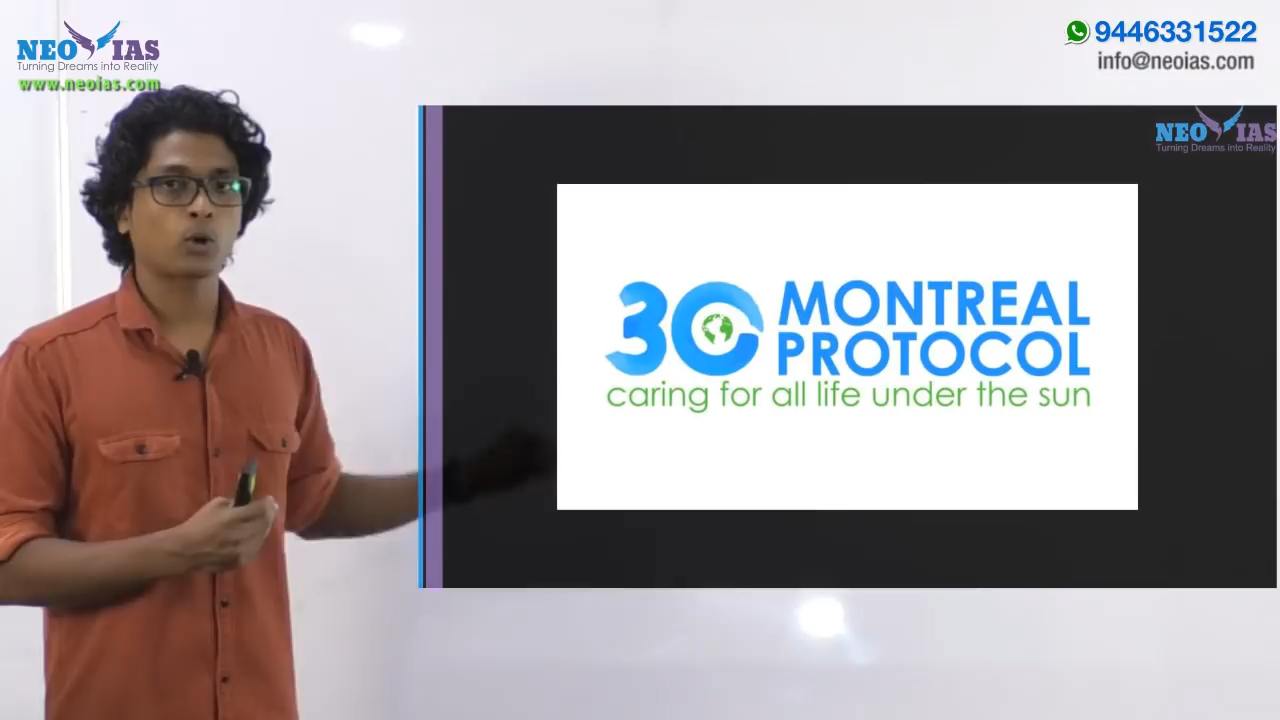 NEO IAS
Turning Dreams into Reality
www.neoias.com
9446331522
info@neoias.com
NEO IAS
Turning Dreams into Reality
30 MONTREAL
PROTOCOL
caring for all life under the sun